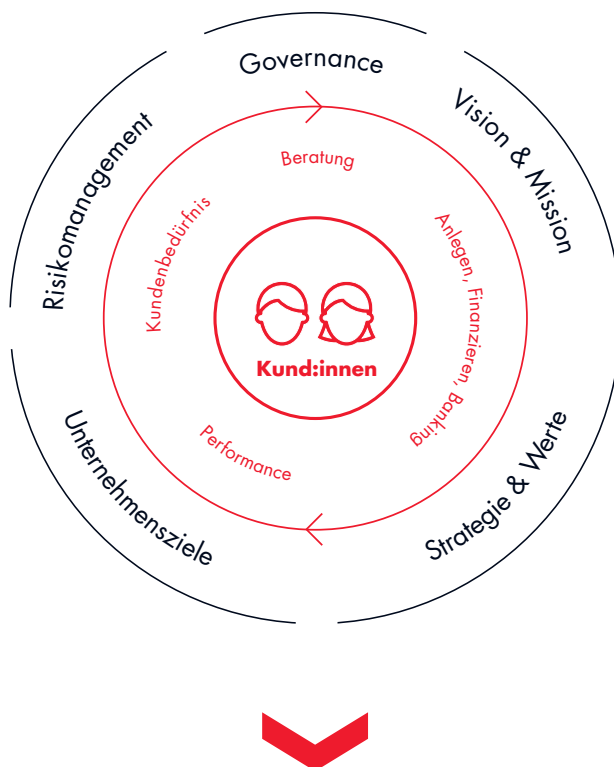 Governance
Vision & Mission
Strategie & Werte
Unternehmensziele
Risikomanagement
Beratung
Anlegen, Finanzieren, Banking
Performance
Kundenbedürfnis
Kund:innen